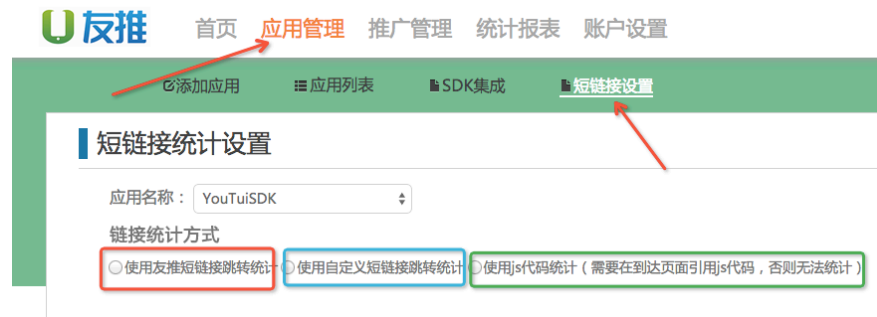 友推 首页 应用管理 推广管理 统计报表 账户设置
添加应用 应用列表 SDK集成 短链接设置
短链接统计设置
应用名称： YouTuiSDK
链接统计方式
使用友推短链接跳转统计 使用自定义短链接跳转统计 使用js代码统计（需要在到达页面引用js代码，否则无法统计）